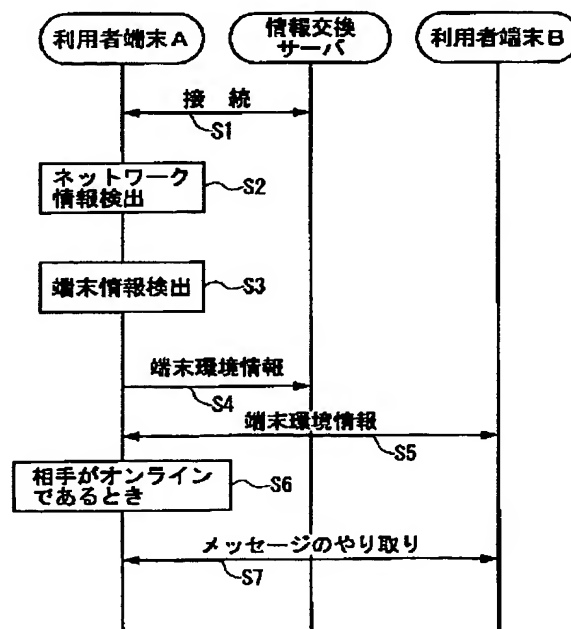 利用者端末A
情報交換
サーバ
利用者端末B
接 続
S1
ネットワーク
情報検出
S2
端末情報検出
S3
端末環境情報
S4
端末環境情報
S5
相手がオンライン
であるとき
S6
メッセージのやり取り
S7